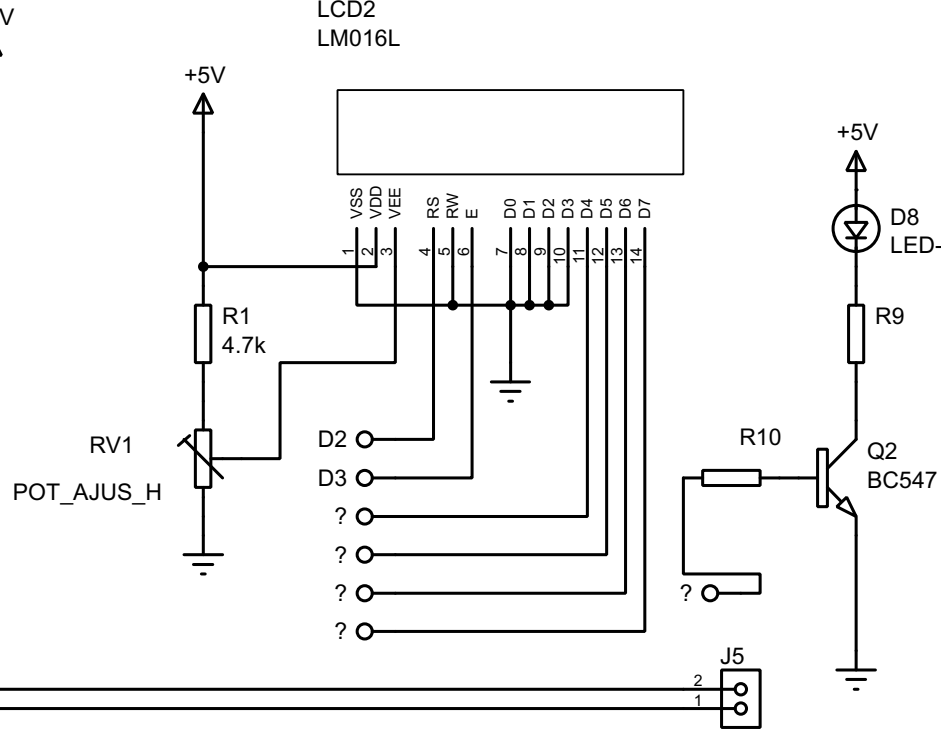 V
LCD2
LM016L
+5V
+5V
VSS
VDD
VEE
RS
RW
E
D0
D1
D2
D3
D4
D5
D6
D7
1
2
3
4
5
6
7
8
9
10
11
12
13
14
D8
LED-
R1
4.7k
R9
RV1
POT_AJUS_H
D2
D3
?
?
?
?
R10
Q2
BC547
?
J5
2
1